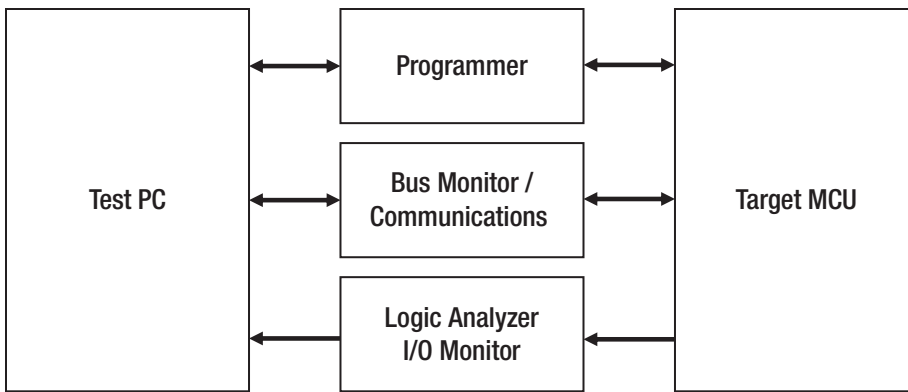 Test PC
Programmer
Bus Monitor /
Communications
Logic Analyzer
I/O Monitor
Target MCU